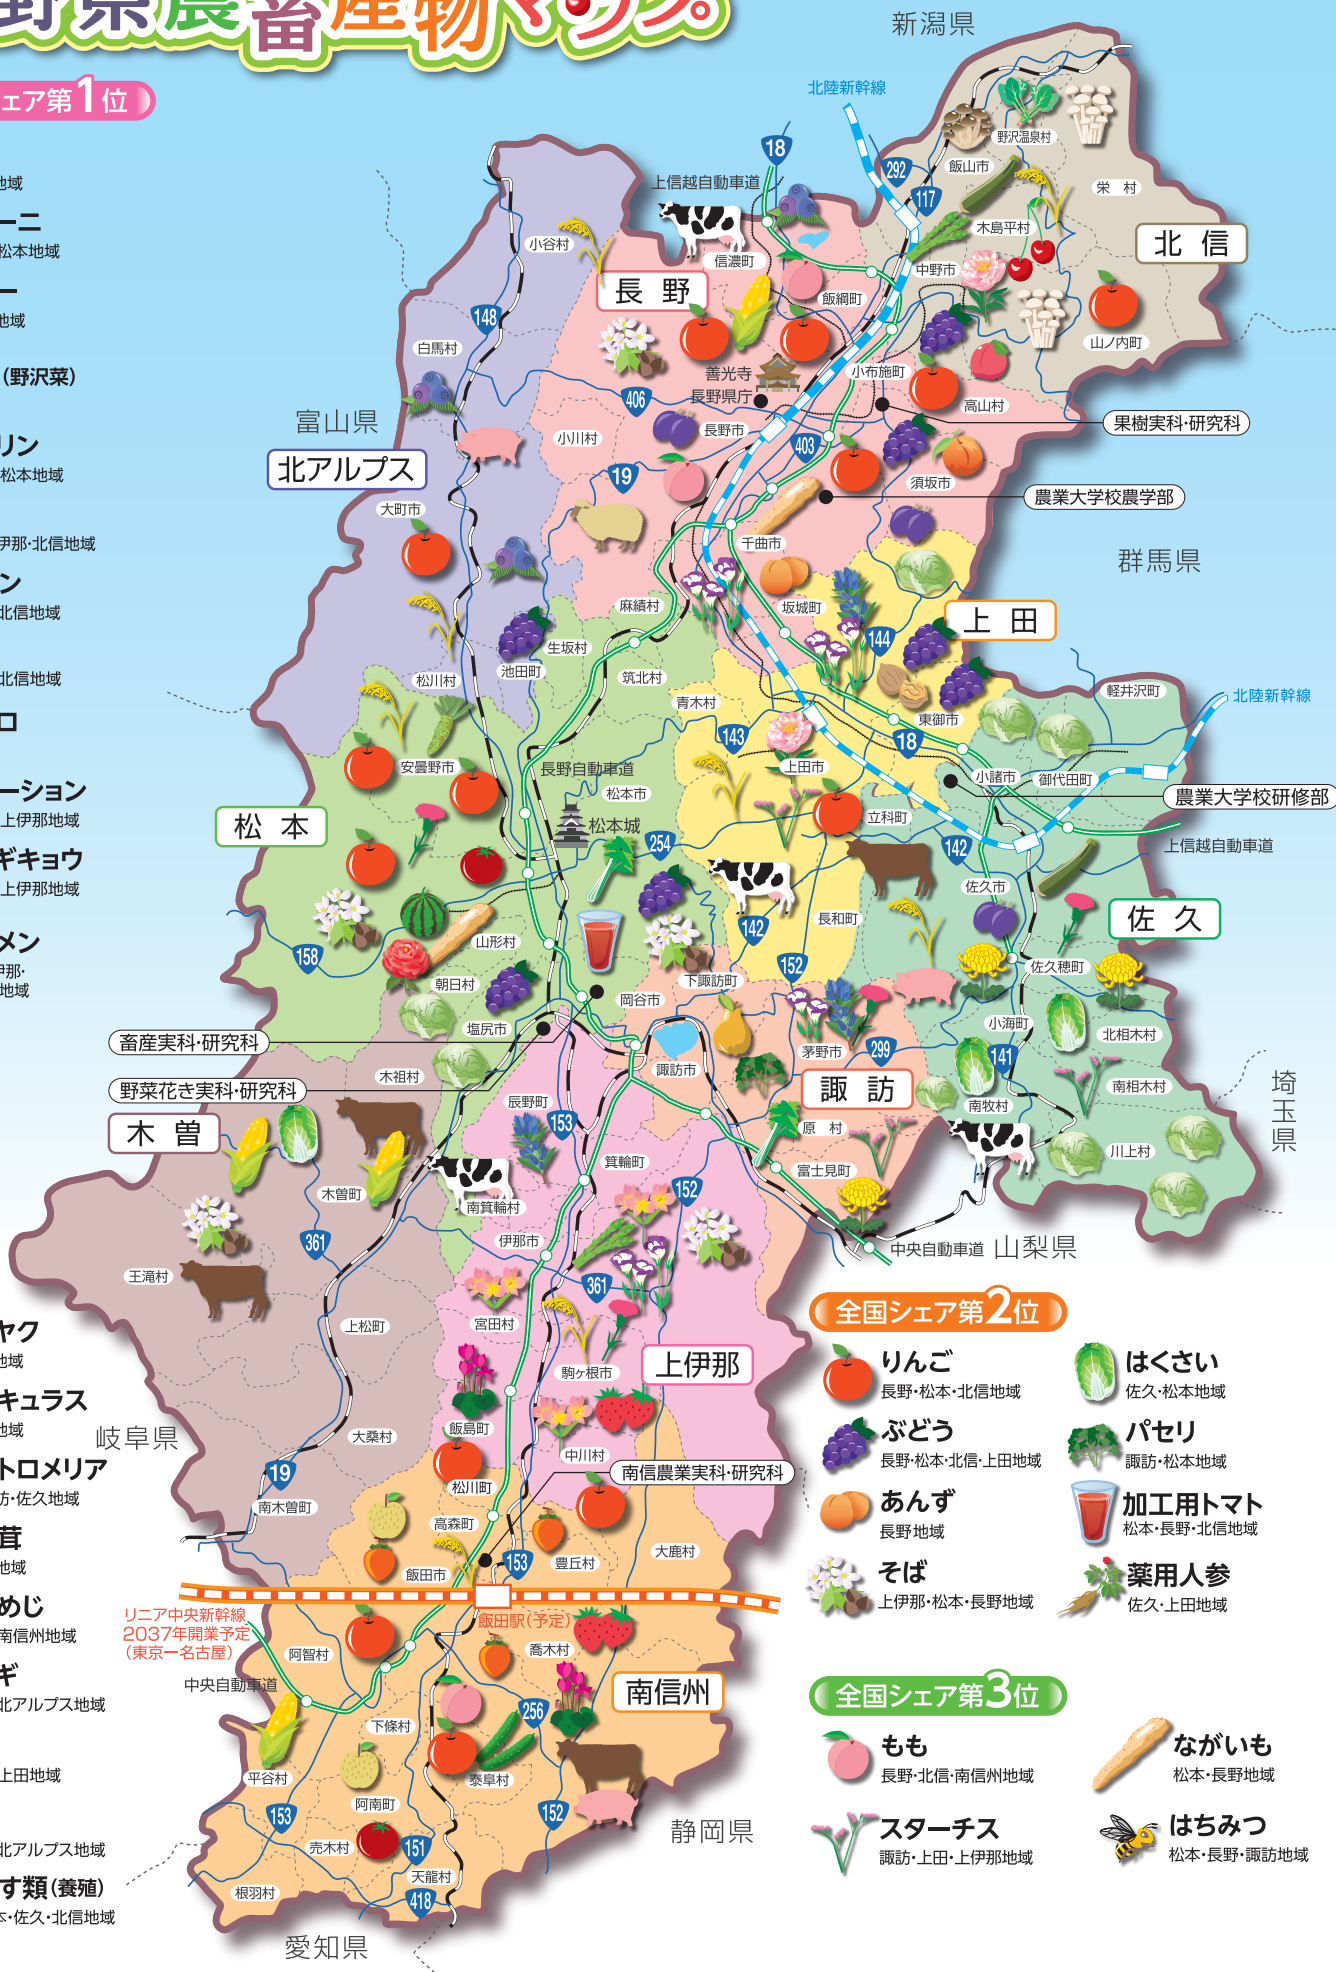 野県農畜産物マップ
ェア第1位
地域
ーニ
松本地域
ー
地域
(野沢菜)
リン
松本地域
伊那・北信地域
ン
北信地域
北信地域
ロ
ーション
上伊那地域
ギキョウ
上伊那地域
メン
伊那・
地域
ヤク
地域
キュラス
地域
トロメリア
訪・佐久地域
茸
地域
めじ
南信州地域
ギ
北アルプス地域
上田地域
北アルプス地域
す類(養殖)
本・佐久・北信地域
新潟県
北陸新幹線
18
292
117
上信越自動車道
野沢温泉村
飯山市
栄村
木島平村
北信
中野市
山ノ内町
小谷村
信濃町
長野
飯綱町
148
白馬村
善光寺
長野県庁
小布施町
高山村
果樹実科・研究科
富山県
406
小川村
長野市
403
北アルプス
19
須坂市
農業大学校農学部
大町市
千曲市
群馬県
麻績村
坂城町
上田
144
生坂村
池田町
筑北村
松川村
青木村
東御市
軽井沢町
北陸新幹線
143
18
安曇野市
長野自動車道
上田市
小諸市
御代田町
松本市
農業大学校研修部
松本
松本城
立科町
254
142
上信越自動車道
佐久市
長和町
佐久
142
158
山形村
152
佐久穂町
朝日村
下諏訪町
岡谷市
塩尻市
小海町
北相木村
畜産実科・研究科
茅野市
299
141
諏訪市
木祖村
南相木村
埼玉県
野菜花き実科・研究科
諏訪
辰野町
南牧村
木曽
153
原村
川上村
箕輪町
富士見町
木曽町
152
南箕輪村
361
伊那市
中央自動車道
山梨県
王滝村
361
上松町
宮田村
全国シェア第2位
上伊那
駒ヶ根市
りんご
長野・松本・北信地域
はくさい
佐久・松本地域
岐阜県
大桑村
飯島町
中川村
ぶどう
長野・松本・北信・上田地域
パセリ
諏訪・松本地域
19
松川町
南信農業実科・研究科
南木曽町
高森町
あんず
長野地域
加工用トマト
松本・長野・北信地域
大鹿村
飯田市
153
豊丘村
そば
上伊那・松本・長野地域
薬用人参
佐久・上田地域
リニア中央新幹線
2037年開業予定
(東京ー名古屋)
飯田駅(予定)
阿智村
喬木村
中央自動車道
南信州
全国シェア第3位
下條村
256
もも
長野・北信・南信州地域
ながいも
松本・長野地域
平谷村
泰阜村
阿南町
153
152
静岡県
スターチス
諏訪・上田・上伊那地域
はちみつ
松本・長野・諏訪地域
売木村
151
天龍村
根羽村
418
愛知県